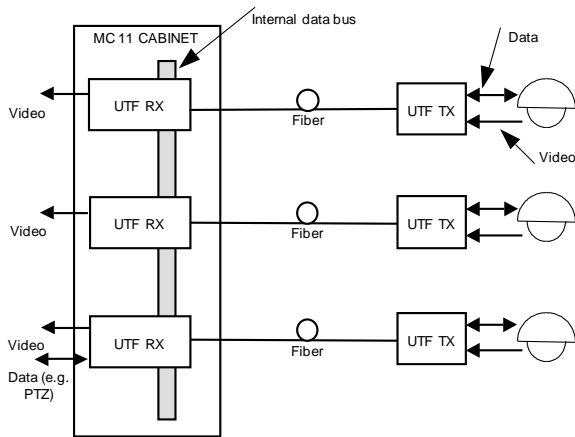 Internal data bus
MC 11 CABINET
Data
Video
UTF RX
Fiber
UTF TX
Video
Video
UTF RX
Fiber
UTF TX
Video
UTF RX
Fiber
UTF TX
Data (e.g.
PTZ)